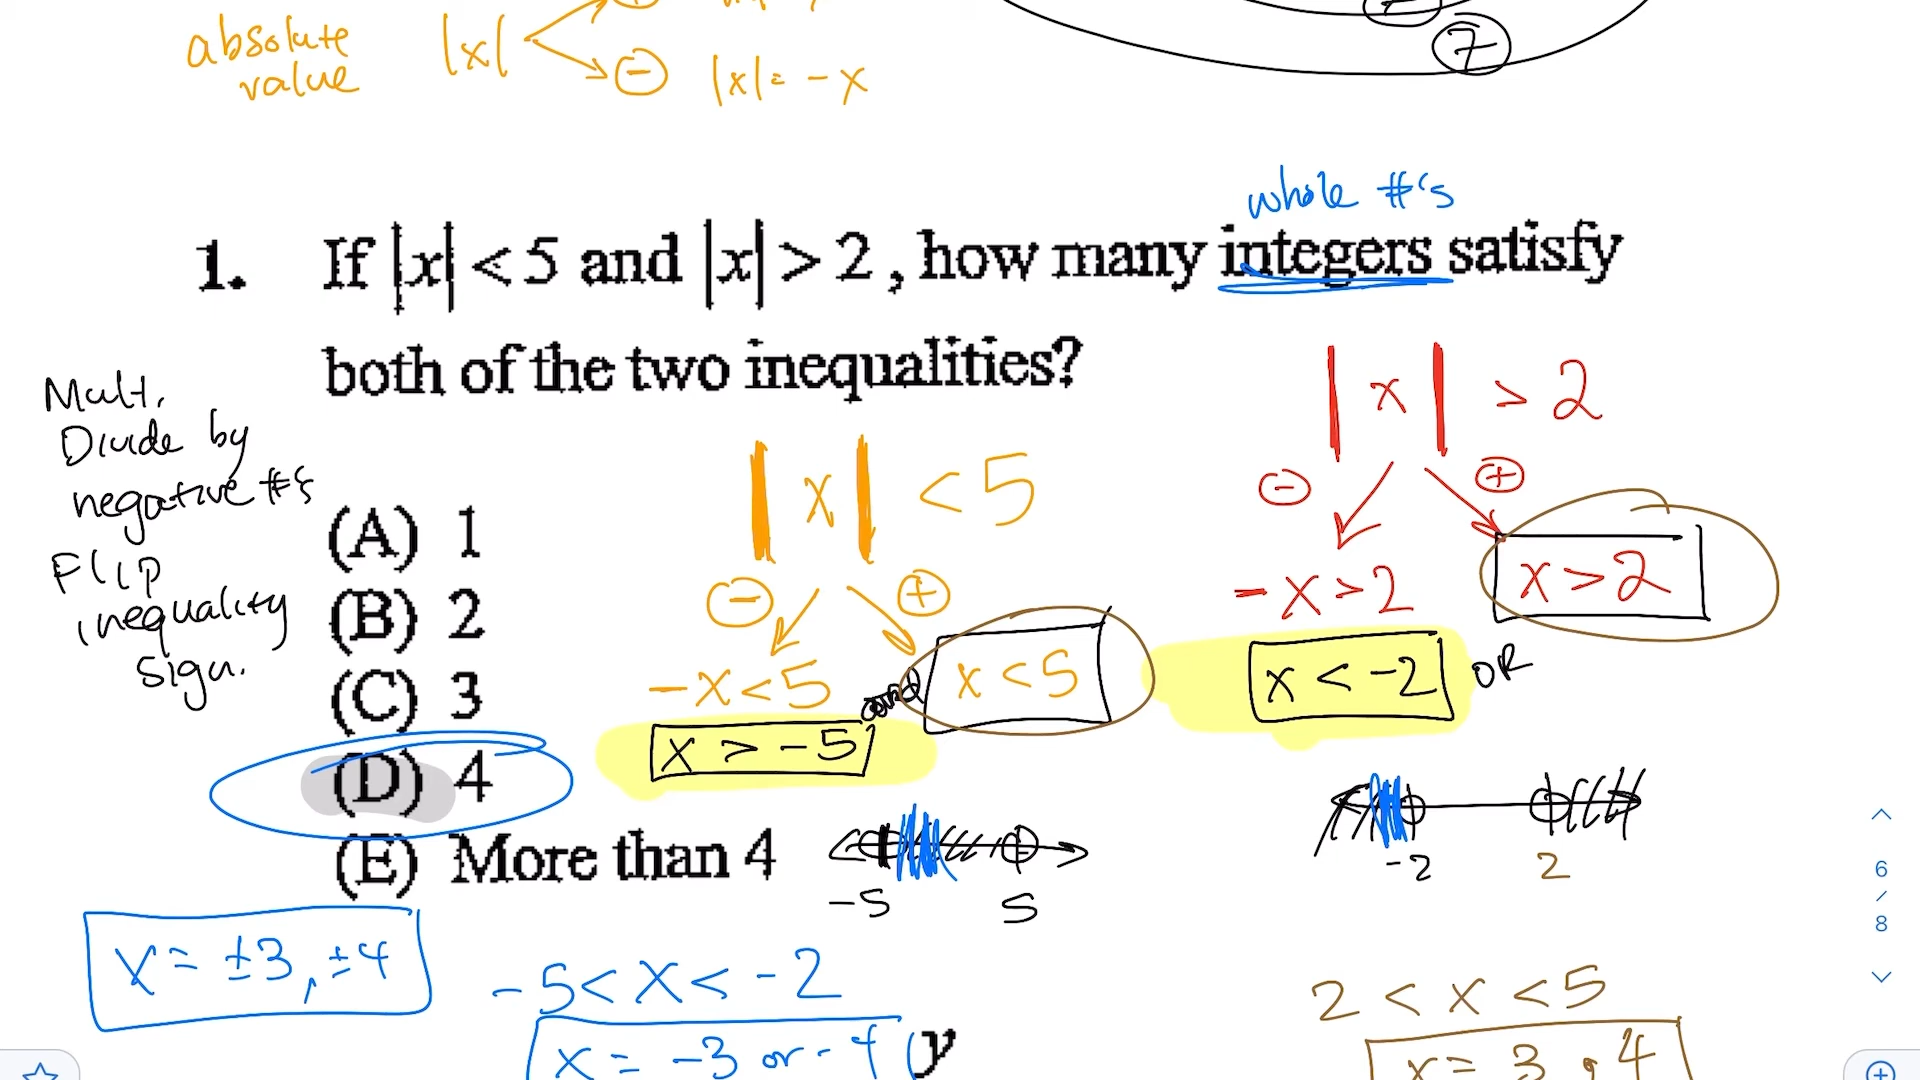 absolute
value
|x|
⊖ |x| = -x
7
whole #'s
1. If |x| < 5 and |x| > 2, how many integers satisfy
both of the two inequalities?
Mult.
Divide by
negative #'s
Flip
inequality
sign.
(A) 1
(B) 2
(C) 3
(D) 4
(E) More than 4
|x| < 5
⊖ ⊕
-x < 5 and x < 5
x > -5
-5 5
|x| > 2
⊖ ⊕
-x > 2 x > 2
x < -2 OR
-2 2
x = ±3, ±4
-5 < x < -2
x = -3 or -4
y
2 < x < 5
x = 3, 4
6
/
8